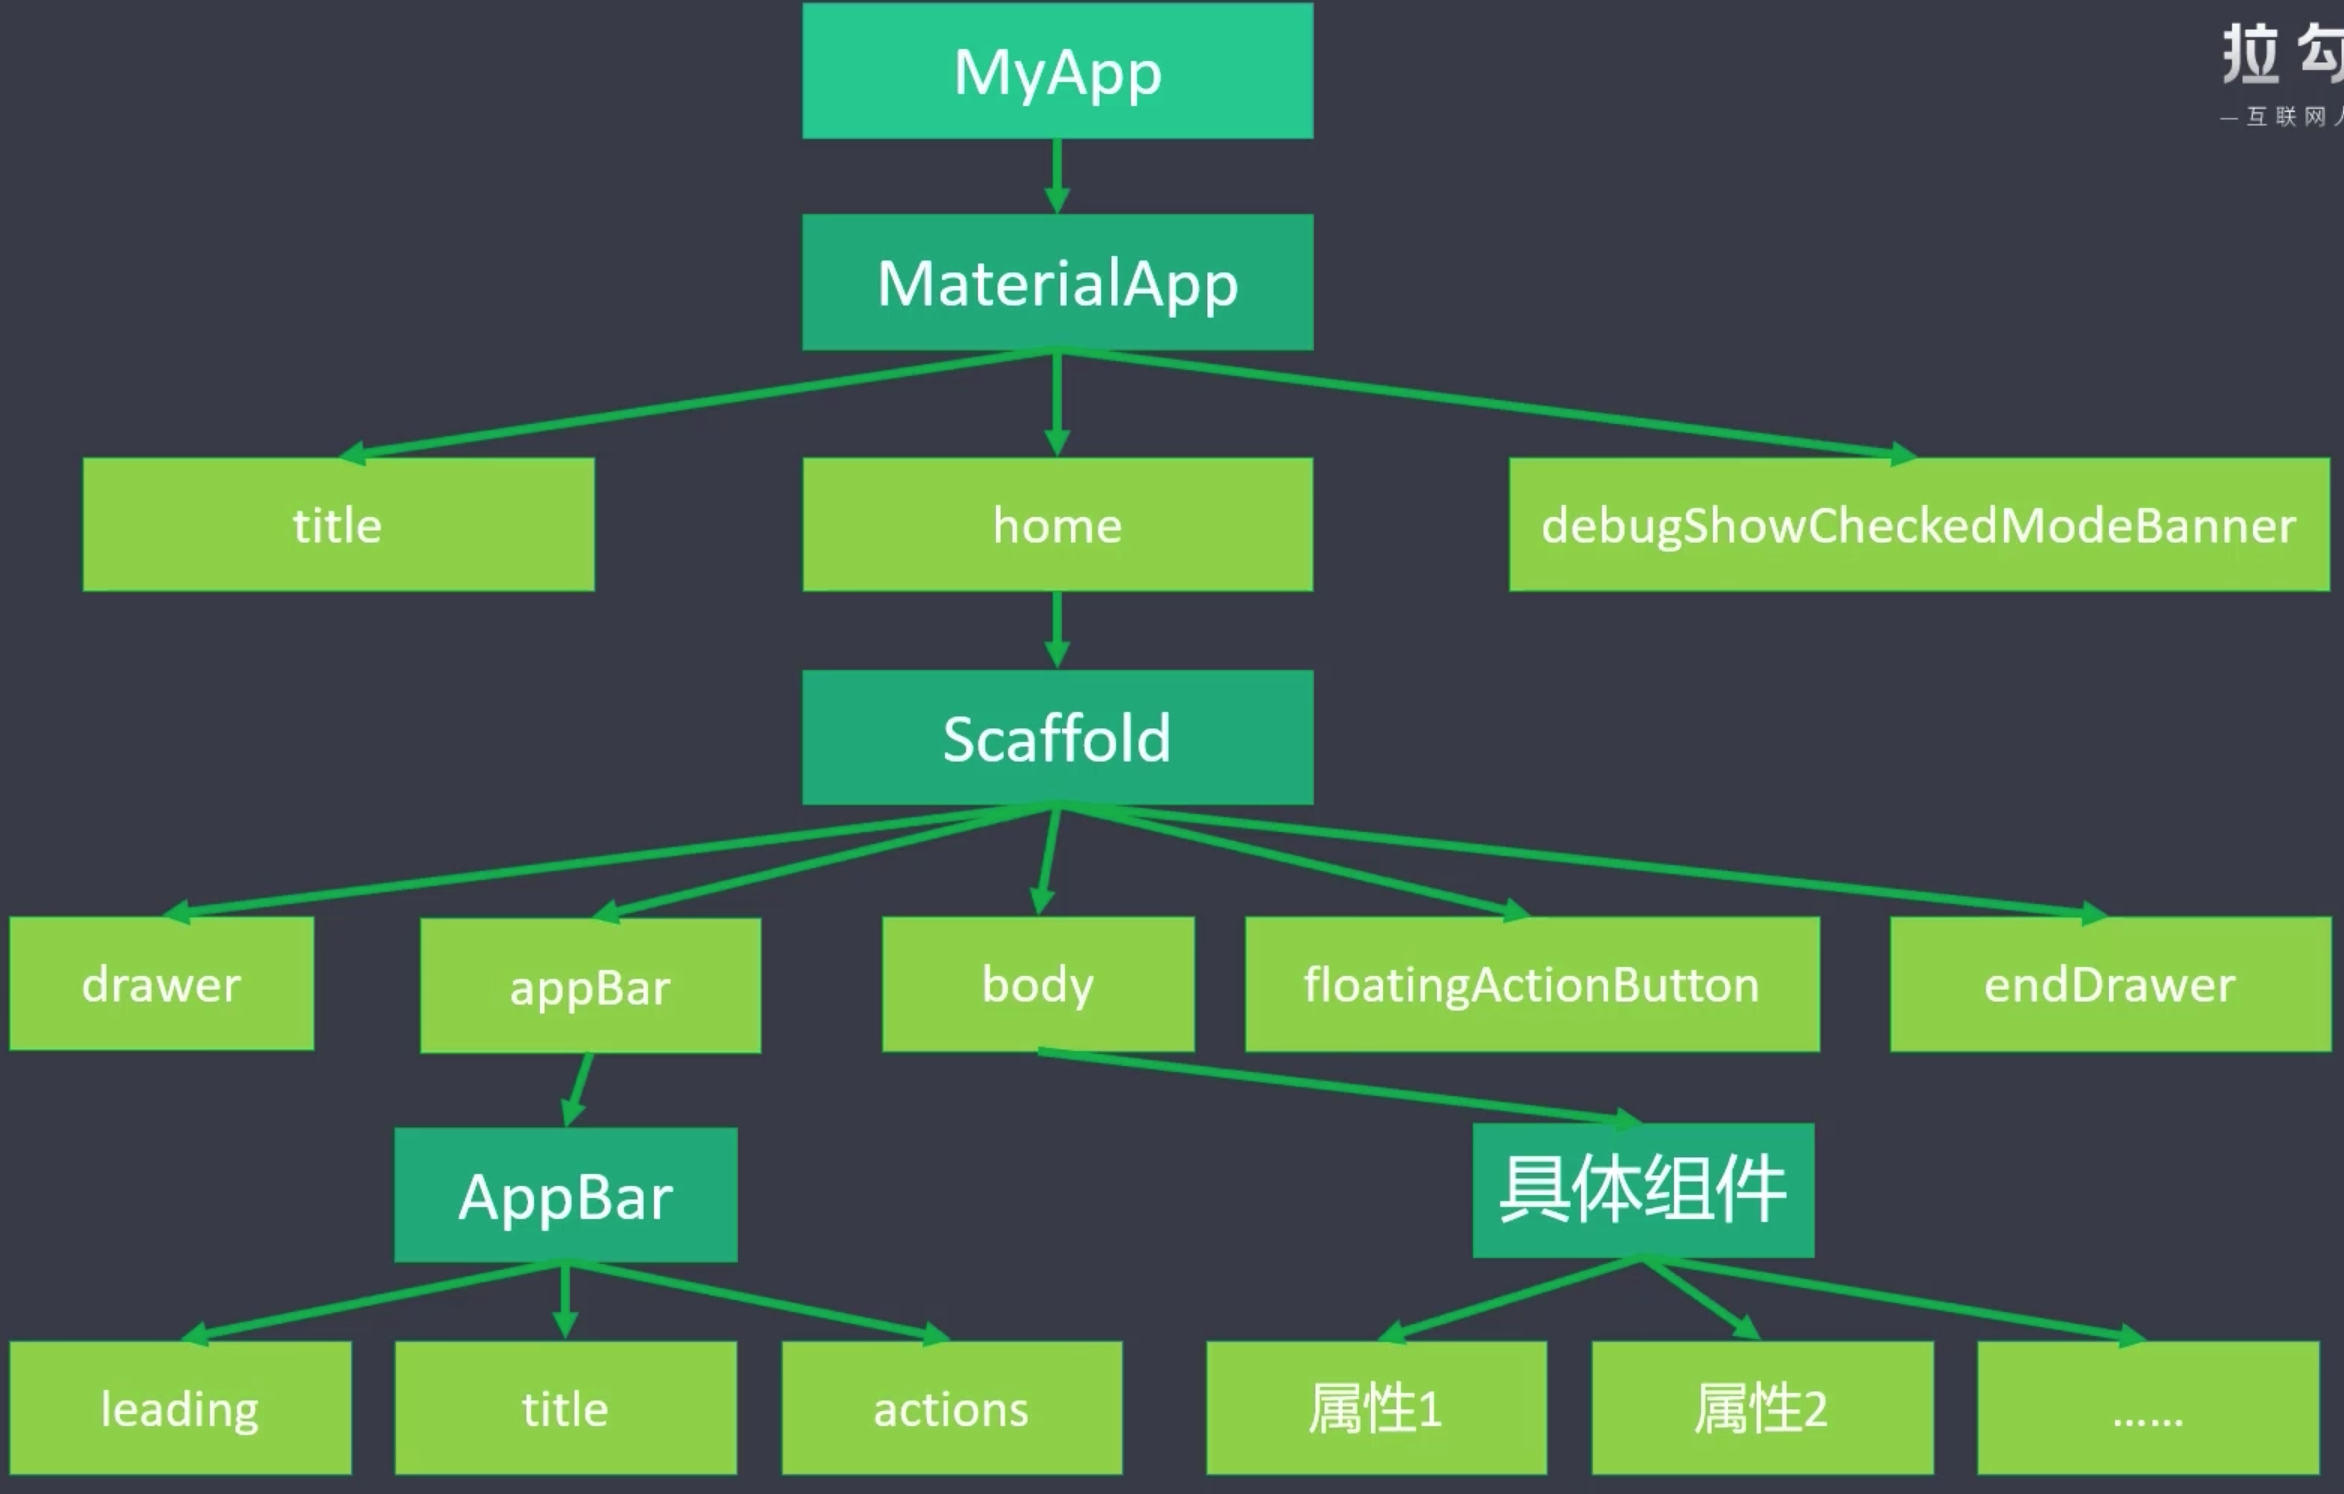 MyApp
拉勾
—互联网
MaterialApp
title
home
debugShowCheckedModeBanner
Scaffold
drawer
appBar
body
floatingActionButton
endDrawer
AppBar
具体组件
leading
title
actions
属性1
属性2
......